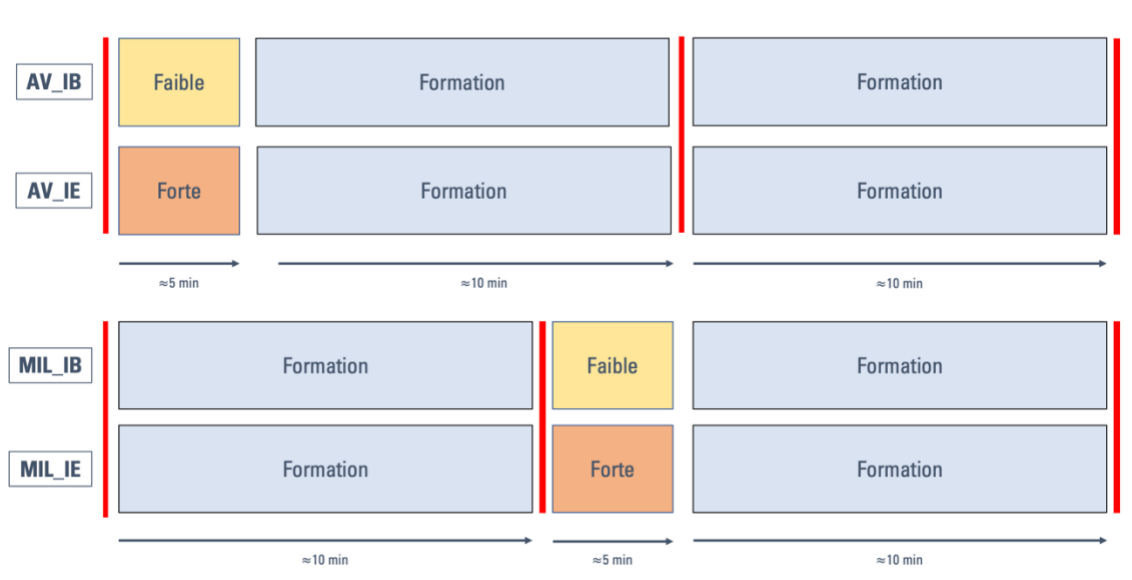 AV_IB
Faible
Formation
Formation
AV_IE
Forte
Formation
Formation
≈5 min
≈10 min
≈10 min
MIL_IB
Formation
Faible
Formation
MIL_IE
Formation
Forte
Formation
≈10 min
≈5 min
≈10 min